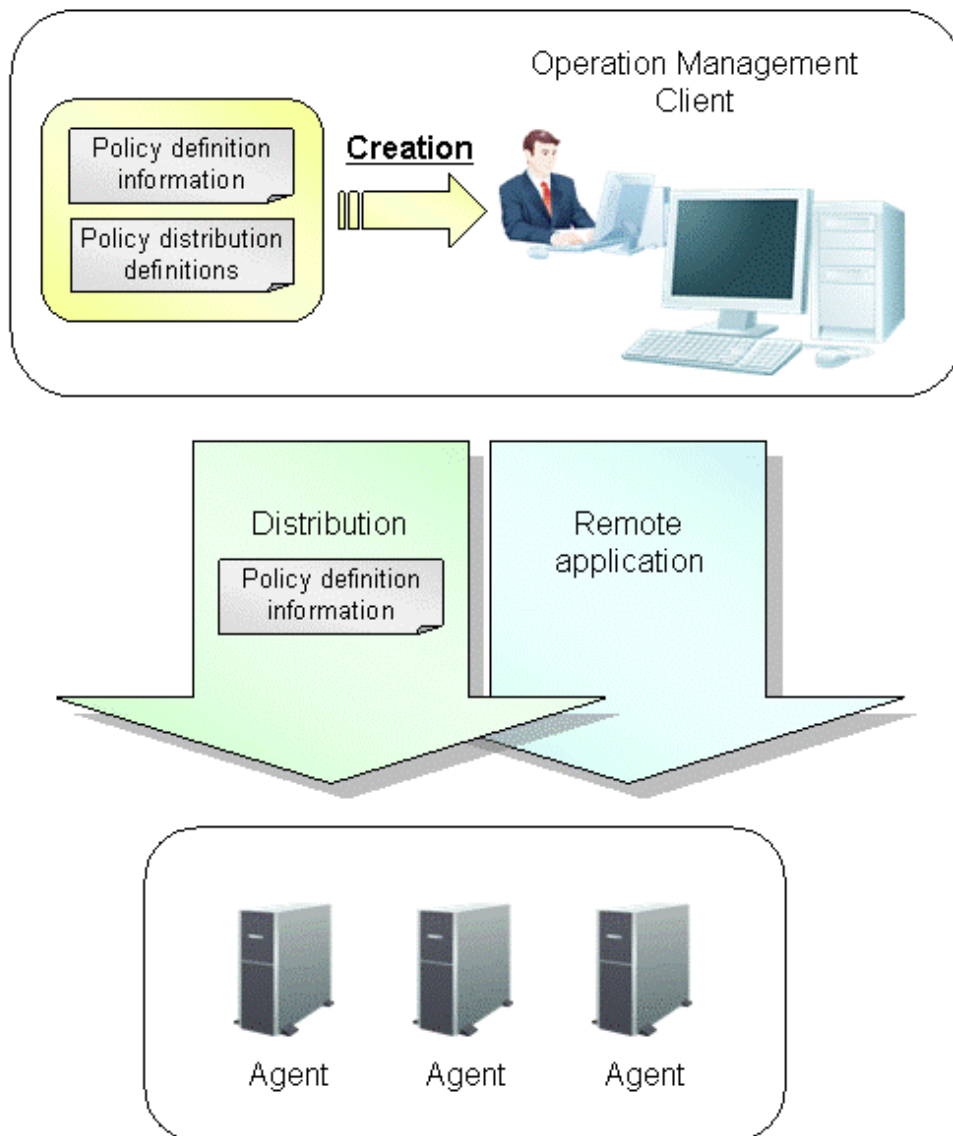 Operation Management
Client
Policy definition
information
Creation
Policy distribution
definitions
Distribution
Policy definition
information
Remote
application
Agent
Agent
Agent